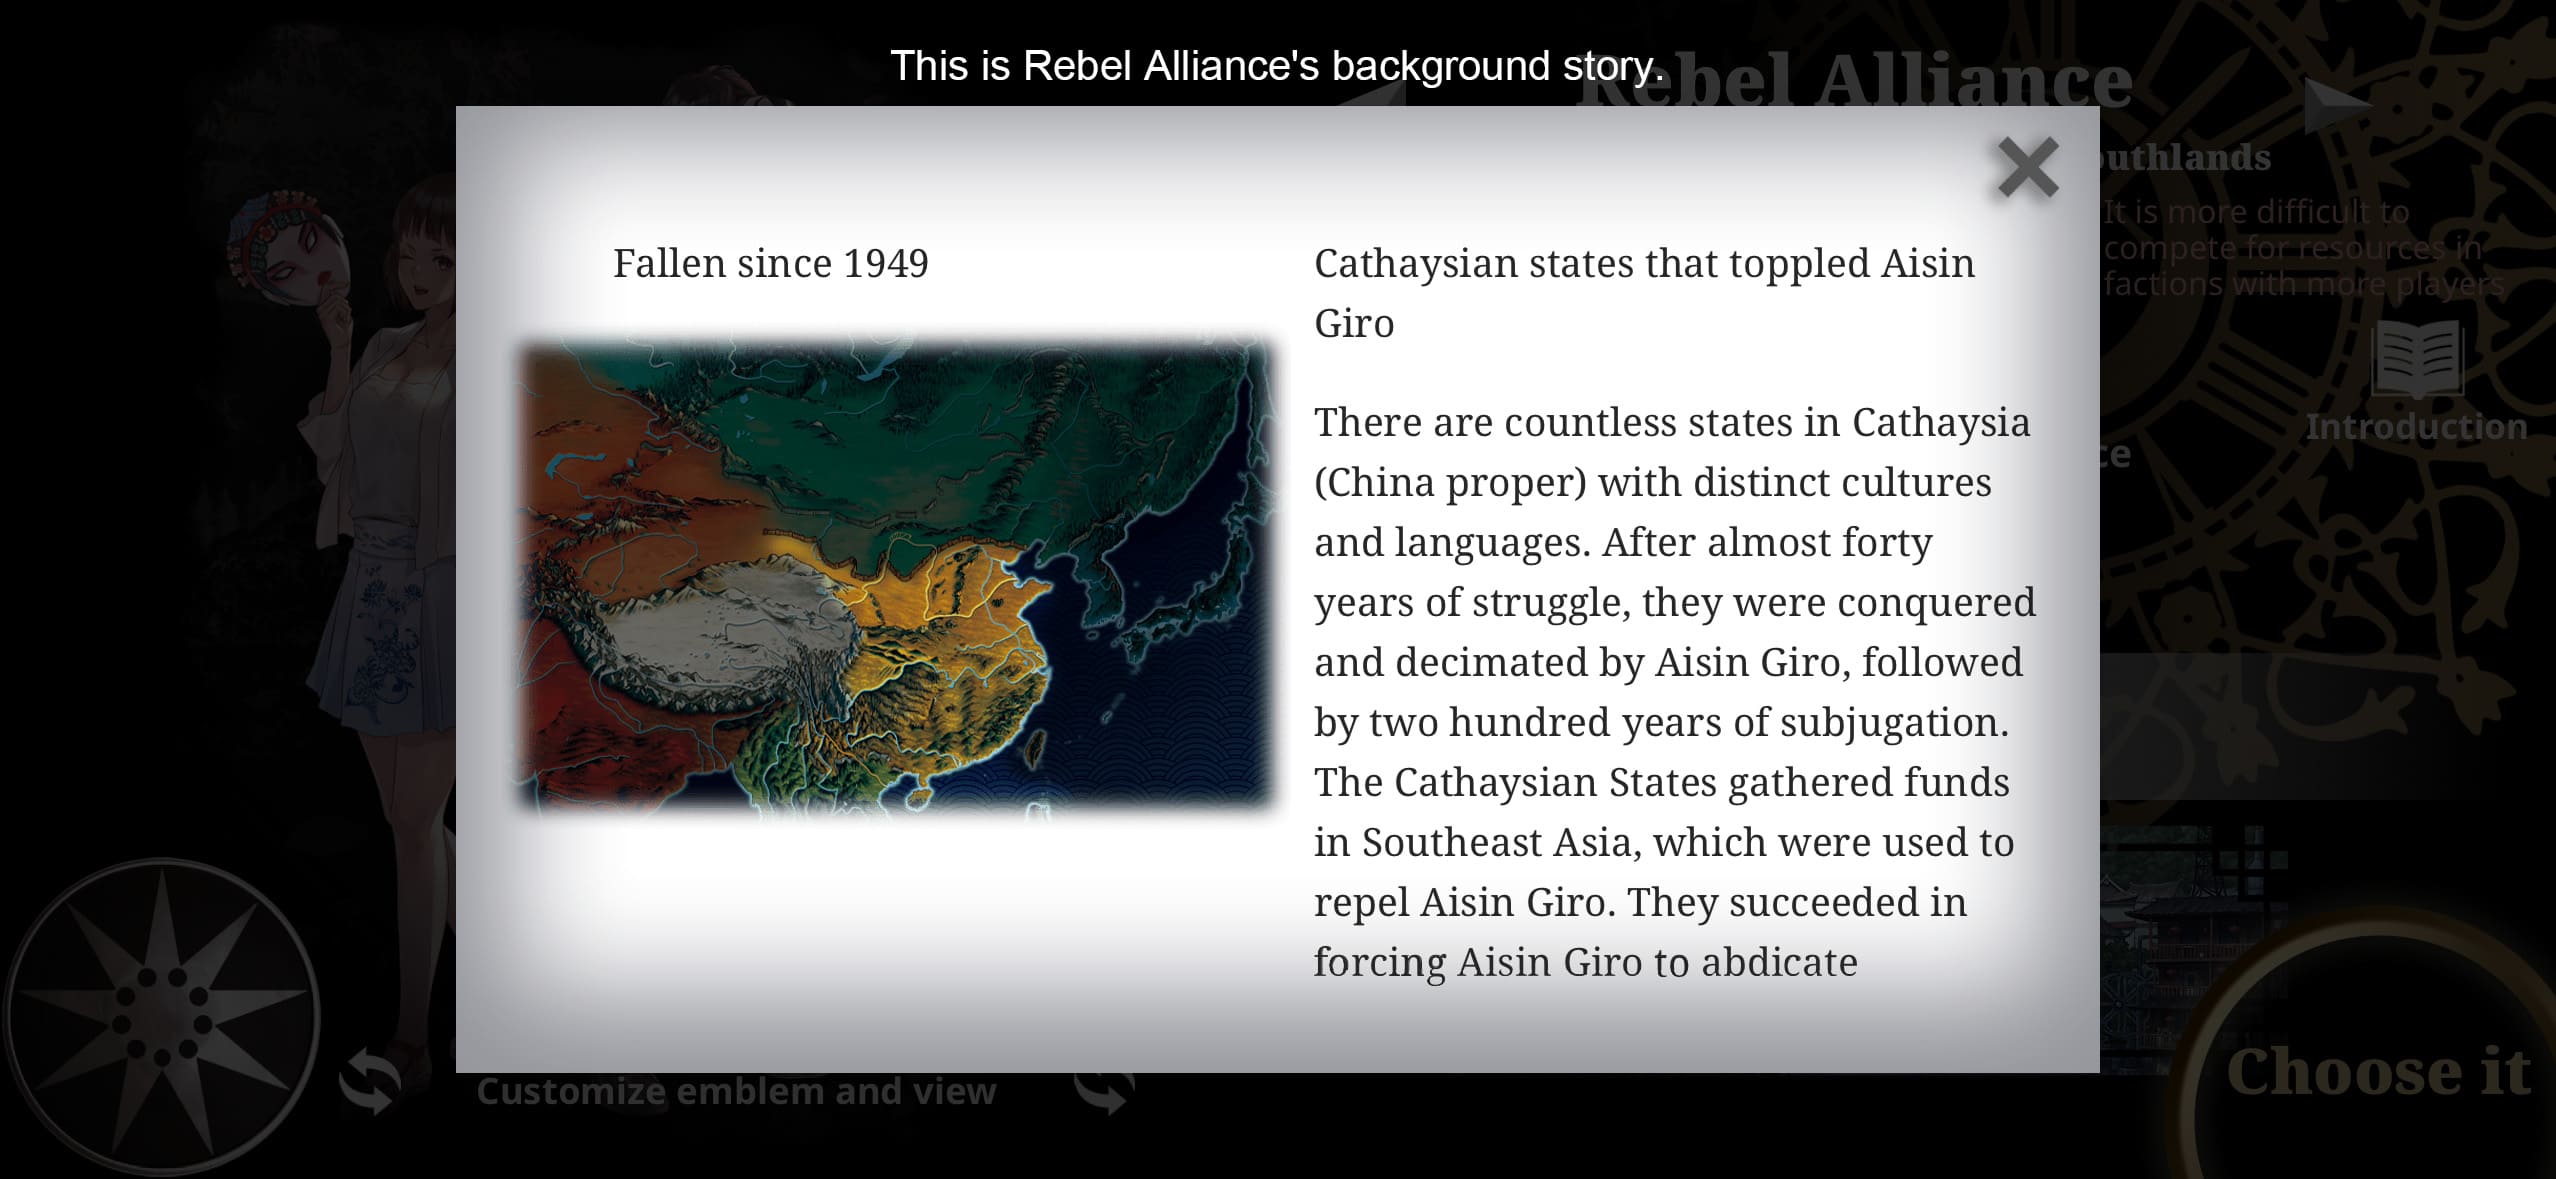 This is Rebel Alliance's background story.
Rebel Alliance
outhlands
It is more difficult to
compete for resources in
factions with more players
Introduction
ce
Fallen since 1949
Cathaysian states that toppled Aisin
Giro
There are countless states in Cathaysia
(China proper) with distinct cultures
and languages. After almost forty
years of struggle, they were conquered
and decimated by Aisin Giro, followed
by two hundred years of subjugation.
The Cathaysian States gathered funds
in Southeast Asia, which were used to
repel Aisin Giro. They succeeded in
forcing Aisin Giro to abdicate
Customize emblem and view
Choose it